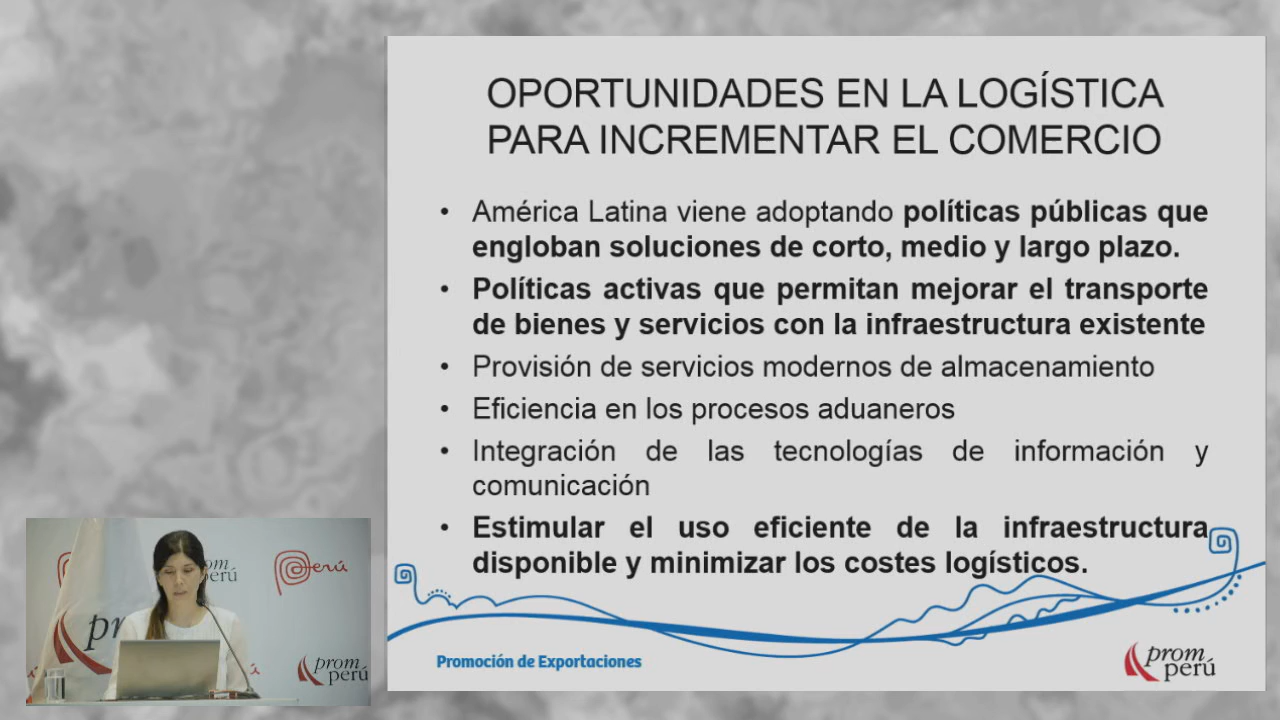 OPORTUNIDADES EN LA LOGÍSTICA
PARA INCREMENTAR EL COMERCIO
• América Latina viene adoptando políticas públicas que
engloban soluciones de corto, medio y largo plazo.
• Políticas activas que permitan mejorar el transporte
de bienes y servicios con la infraestructura existente
• Provisión de servicios modernos de almacenamiento
• Eficiencia en los procesos aduaneros
• Integración de las tecnologías de información y
comunicación
• Estimular el uso eficiente de la infraestructura
disponible y minimizar los costes logísticos.
Promoción de Exportaciones
prom
perú
Perú
prom
perú